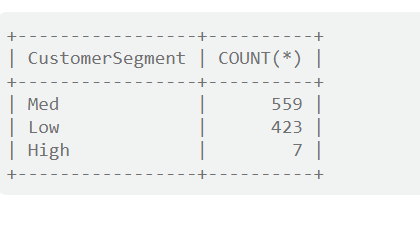 +-----------------+----------+
| CustomerSegment | COUNT(*) |
+-----------------+----------+
| Med             |      559 |
| Low             |      423 |
| High            |        7 |
+-----------------+----------+